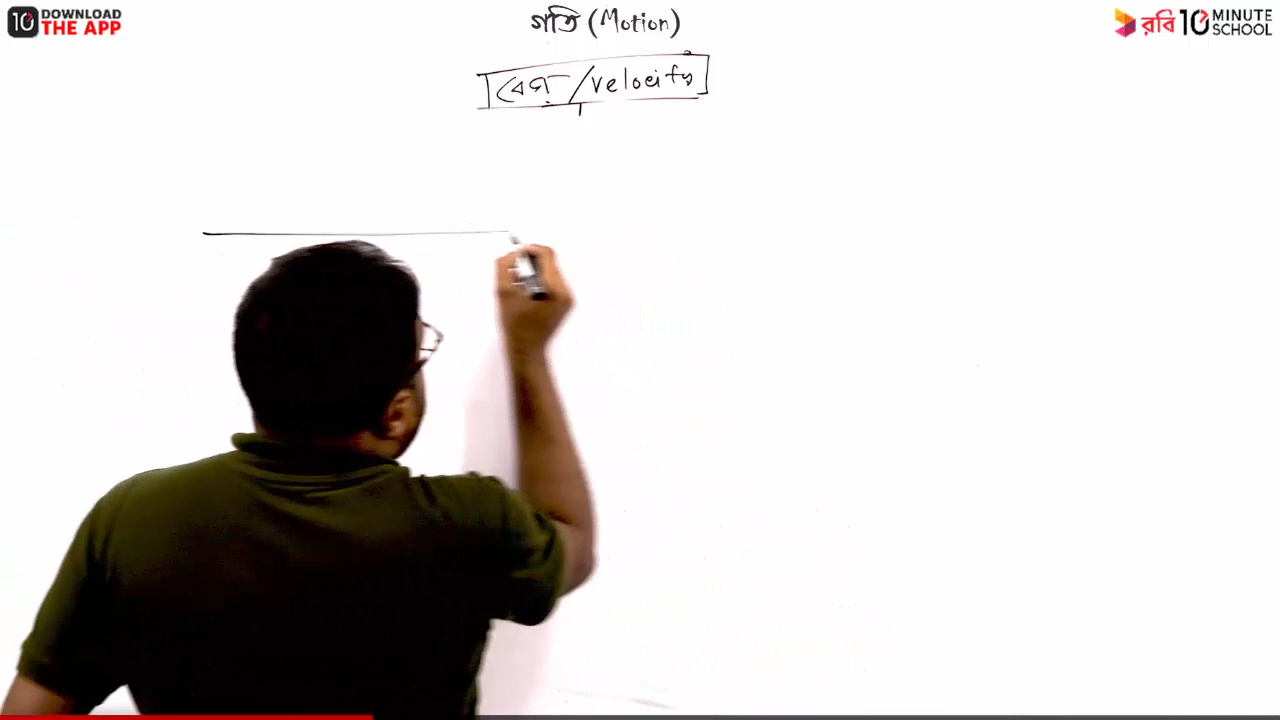 10 DOWNLOAD THE APP
গতি (Motion)
রবি 10 MINUTE SCHOOL
বেগ / velocity